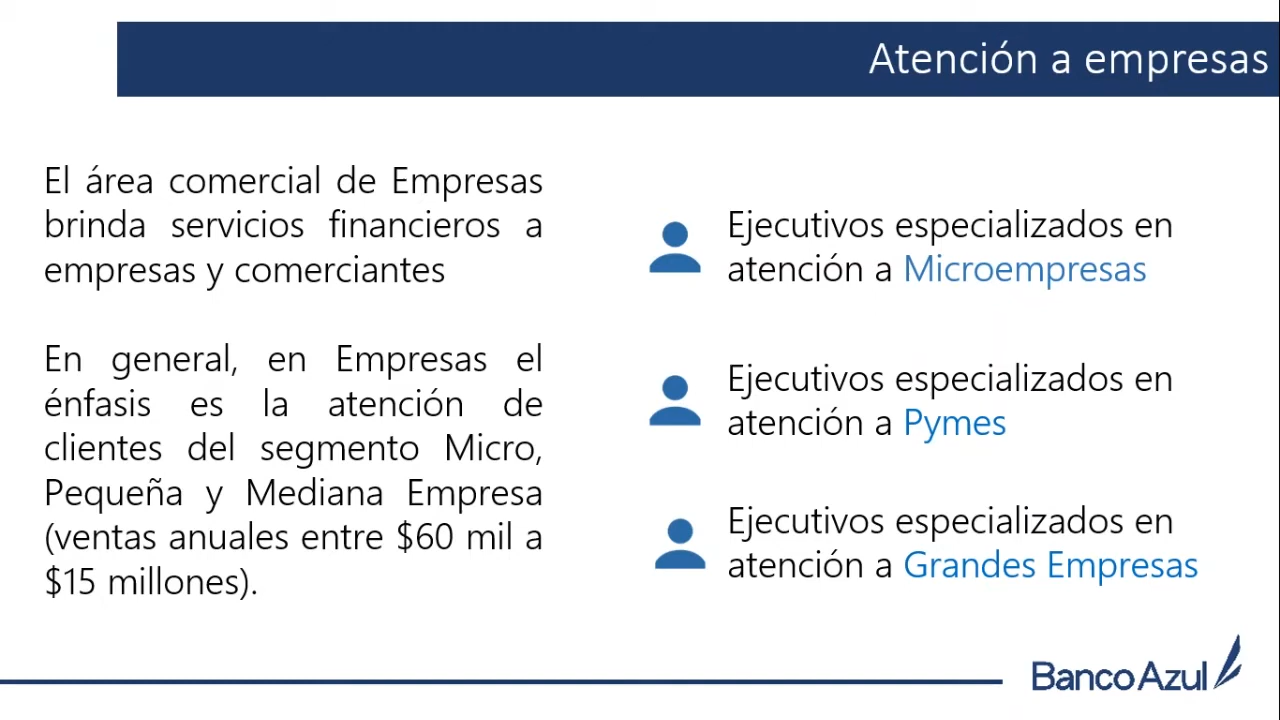 Atención a empresas
El área comercial de Empresas
brinda servicios financieros a
empresas y comerciantes
En general, en Empresas el
énfasis es la atención de
clientes del segmento Micro,
Pequeña y Mediana Empresa
(ventas anuales entre $60 mil a
$15 millones).
Ejecutivos especializados en
atención a Microempresas
Ejecutivos especializados en
atención a Pymes
Ejecutivos especializados en
atención a Grandes Empresas
Banco Azul